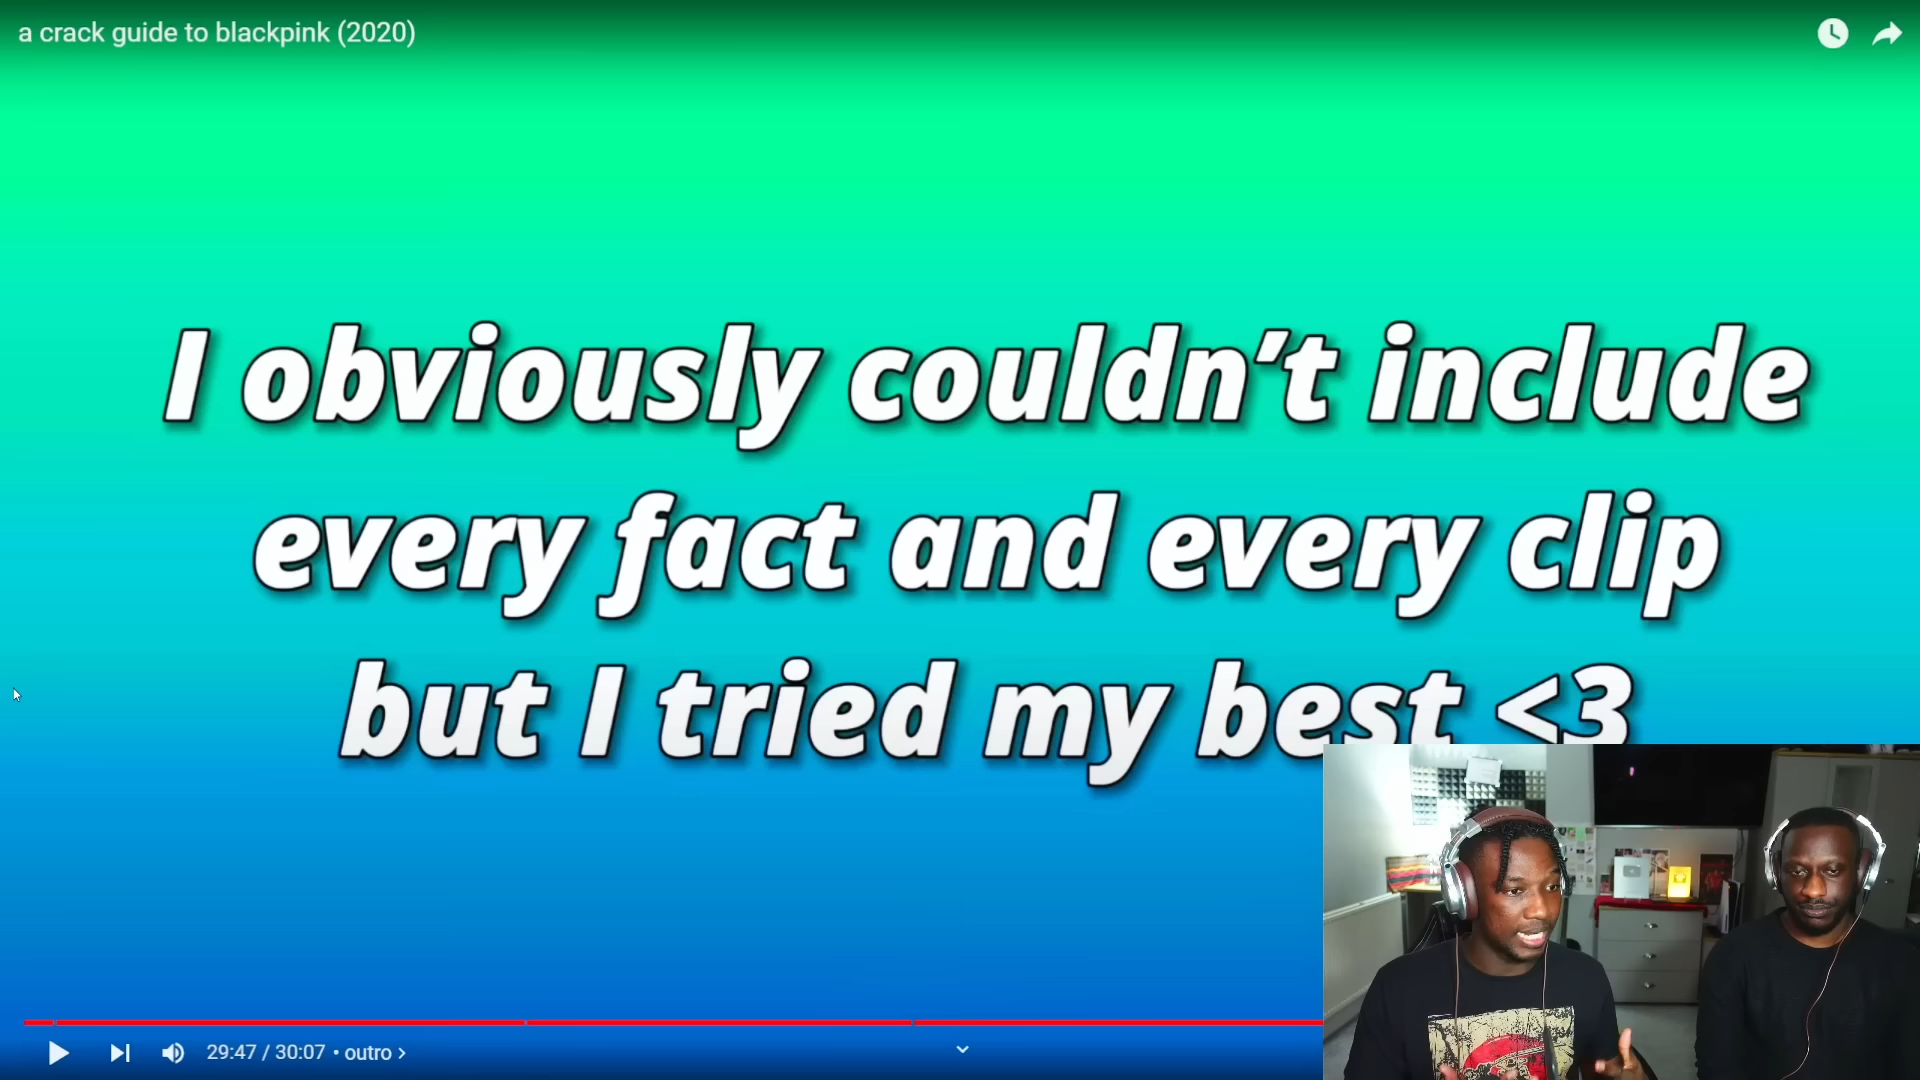 a crack guide to blackpink (2020)
I obviously couldn't include
every fact and every clip
but I tried my best <3
29:47 / 30:07 • outro >